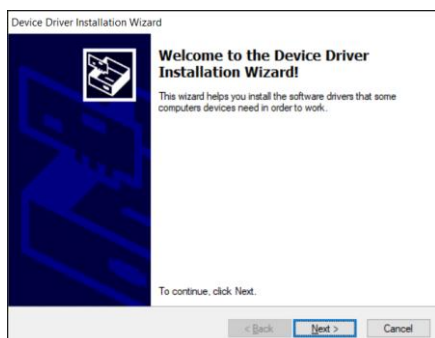 Device Driver Installation Wizard
Welcome to the Device Driver
Installation Wizard!
This wizard helps you install the software drivers that some
computers devices need in order to work.
To continue, click Next.
< Back
Next >
Cancel